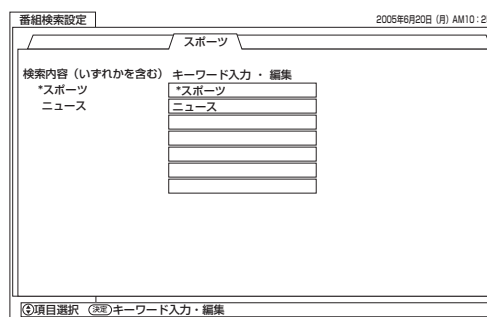 番組検索設定 2005年6月20日 (月) AM10:2
スポーツ
検索内容（いずれかを含む） キーワード入力 ・ 編集
*スポーツ *スポーツ
ニュース ニュース
項目選択 決定 キーワード入力・編集